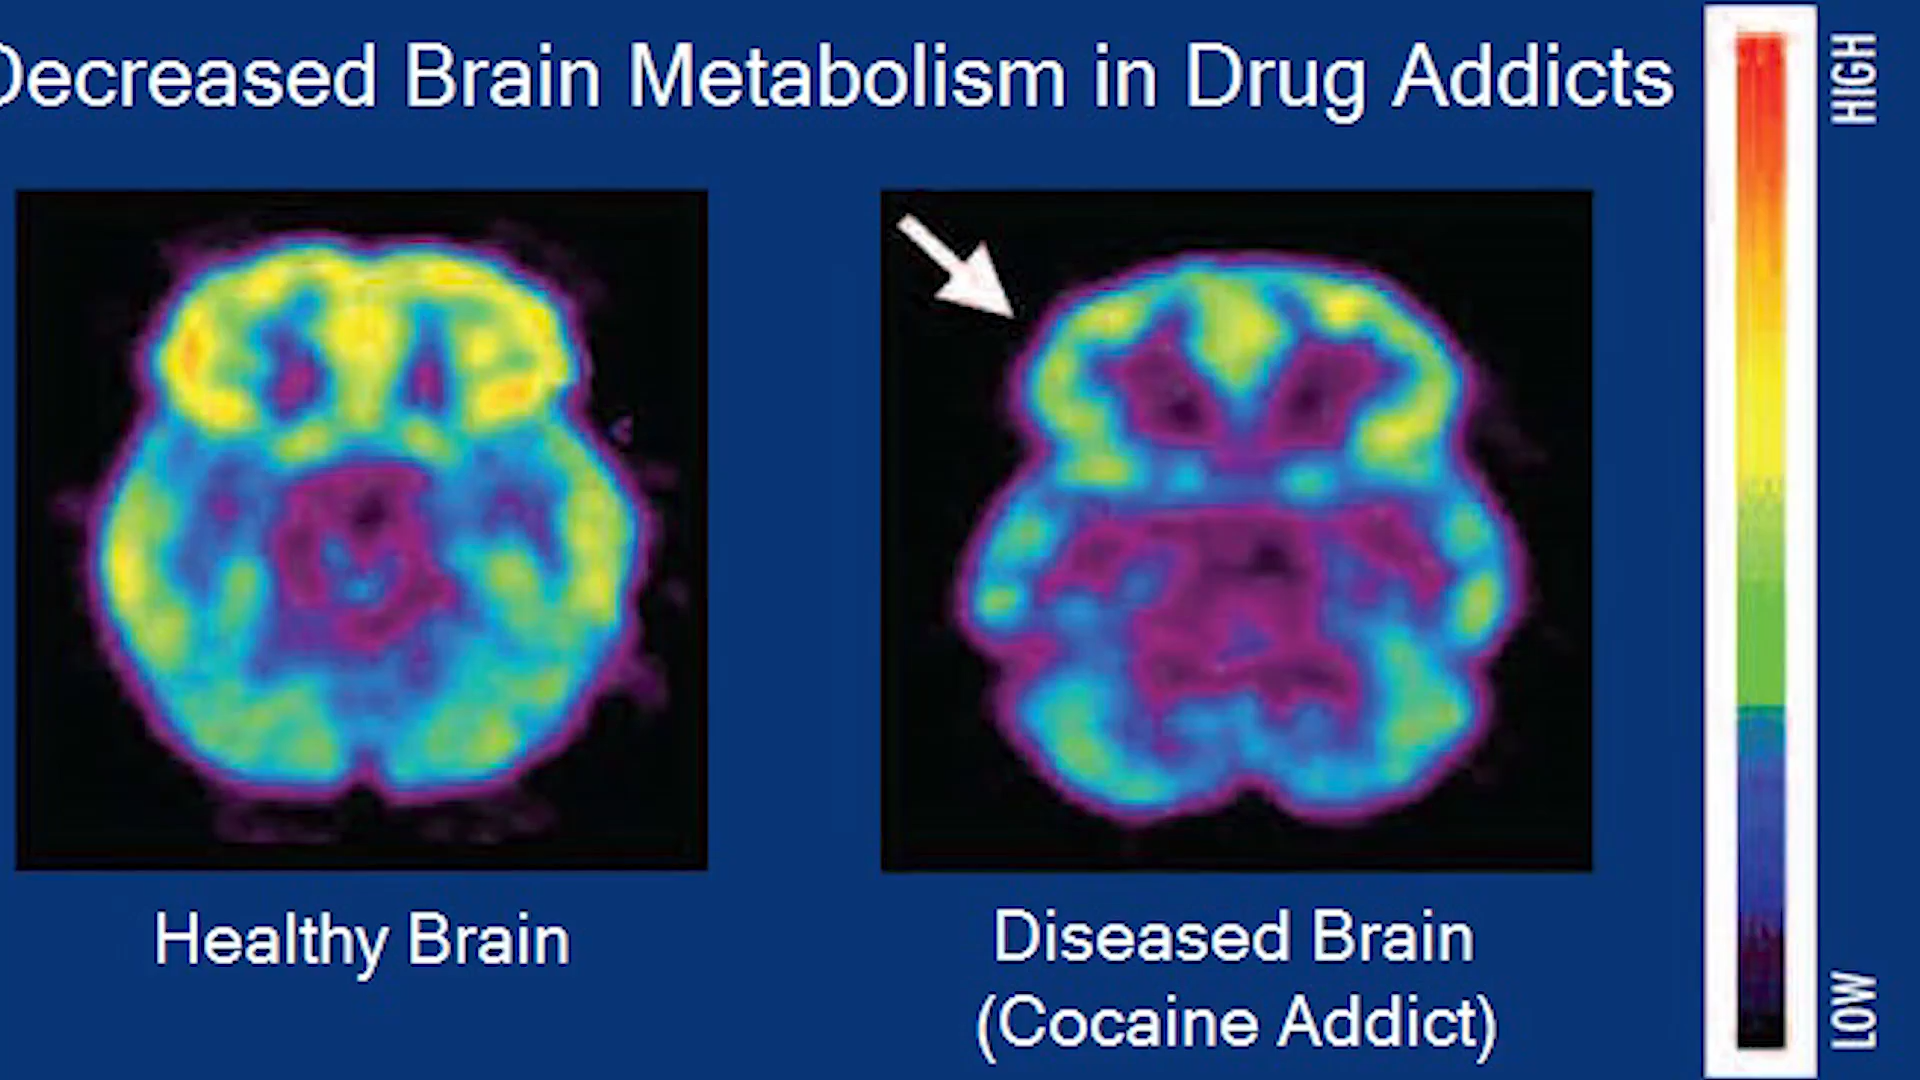 Decreased Brain Metabolism in Drug Addicts
HIGH
Healthy Brain
Diseased Brain
(Cocaine Addict)
LOW